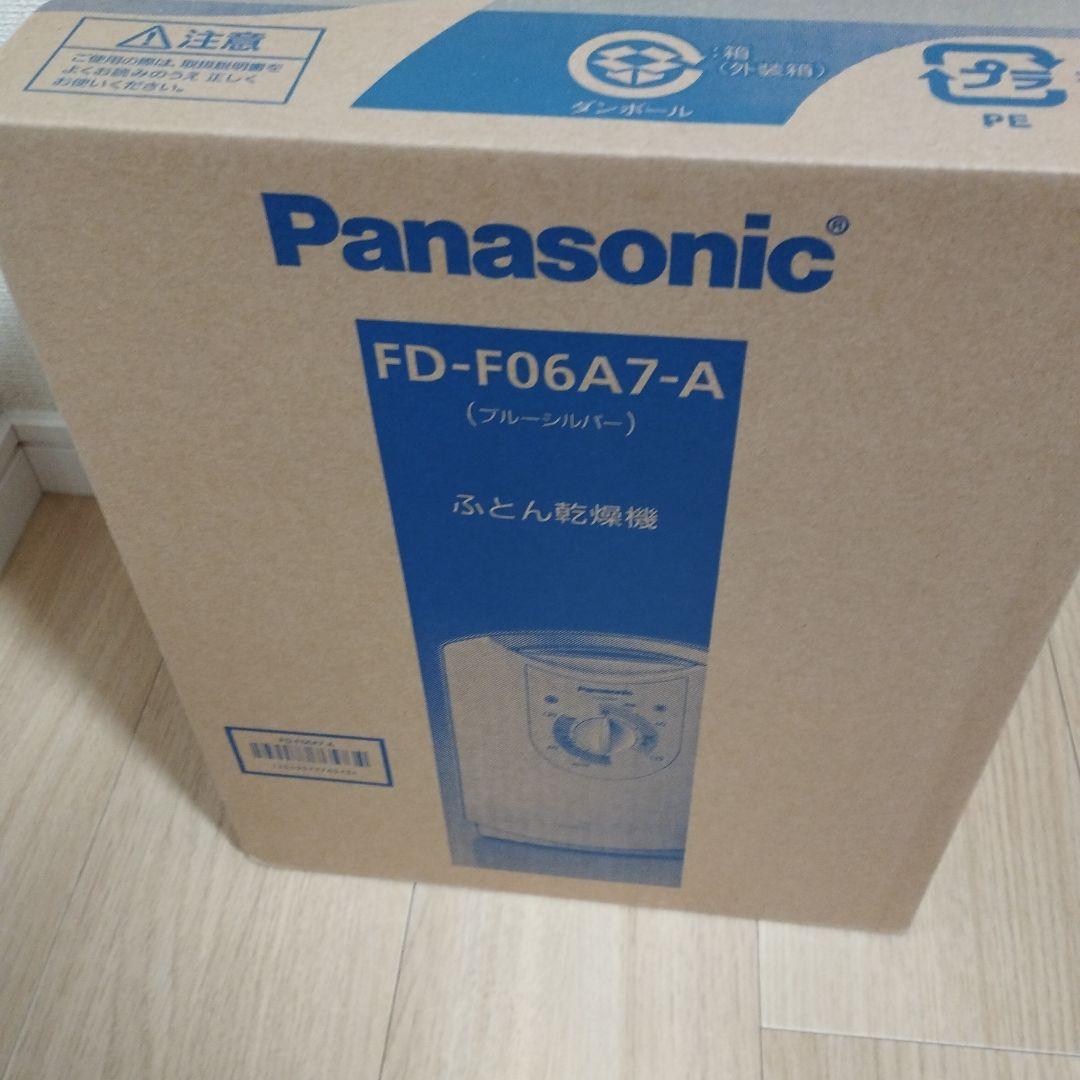 注意
ご使用の際は、取扱説明書を
よくお読みのうえ 正しく
お使いください。
:箱
(外装箱)
ダンボール
プラ
PE
Panasonic®
FD-F06A7-A
(ブルーシルバー)
ふとん乾燥機
Panasonic